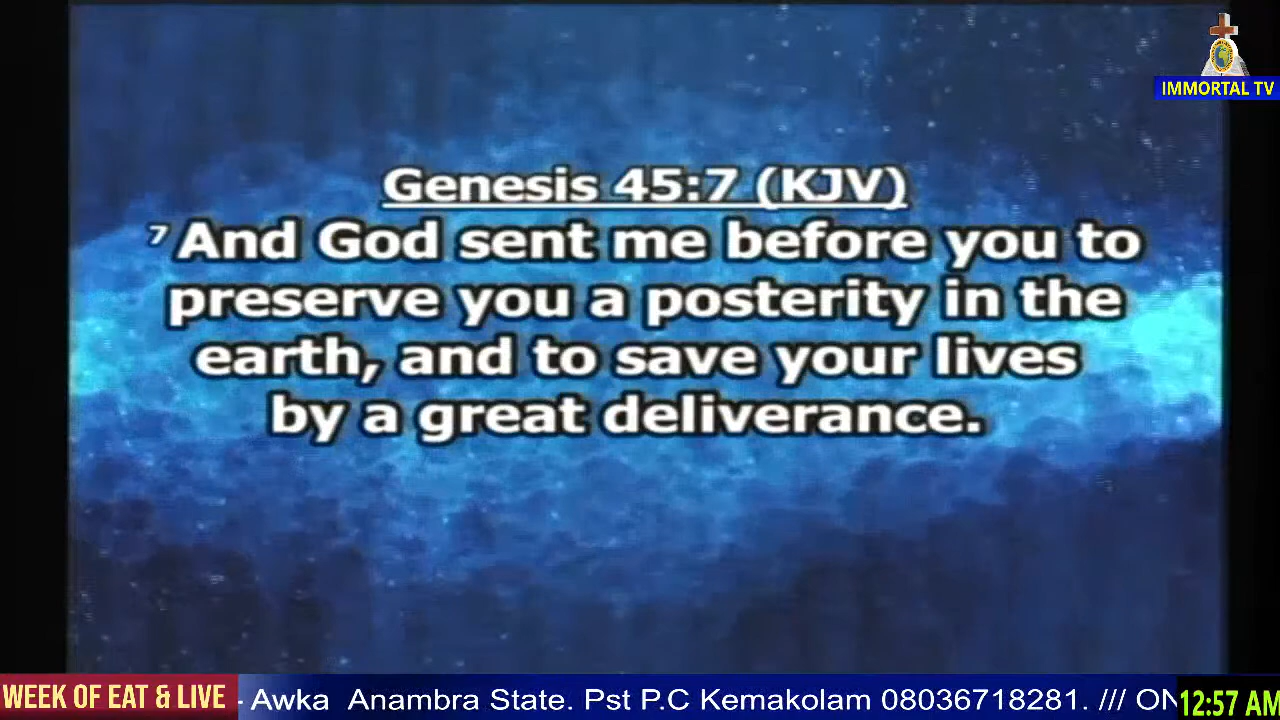 IMMORTAL TV
Genesis 45:7 (KJV)
7 And God sent me before you to
preserve you a posterity in the
earth, and to save your lives
by a great deliverance.
WEEK OF EAT & LIVE
- Awka Anambra State. Pst P.C Kemakolam 08036718281. /// ON
12:57 AM